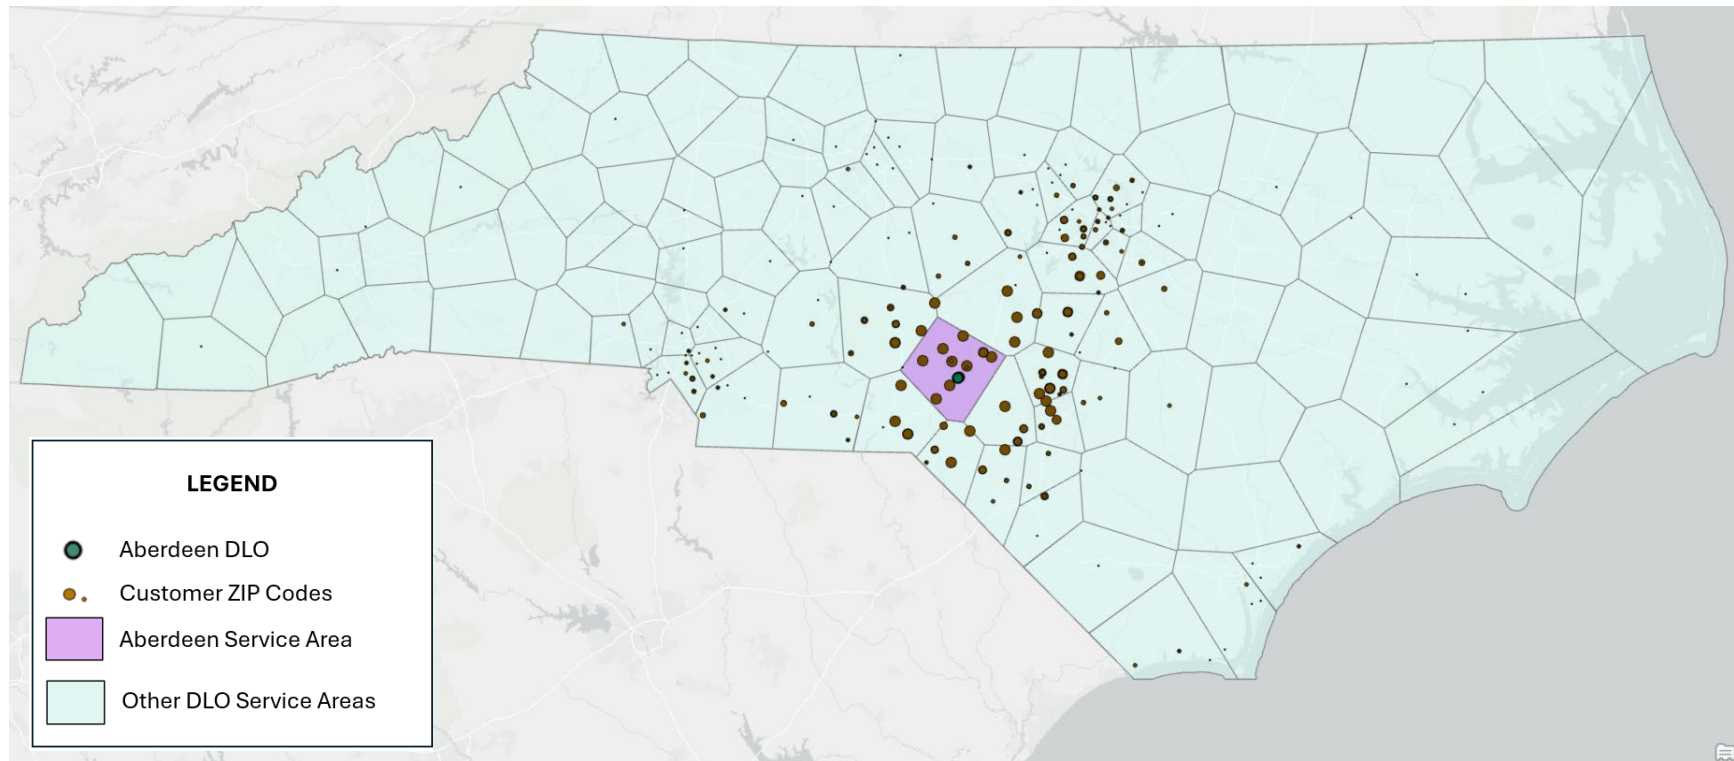 LEGEND
Aberdeen DLO
Customer ZIP Codes
Aberdeen Service Area
Other DLO Service Areas